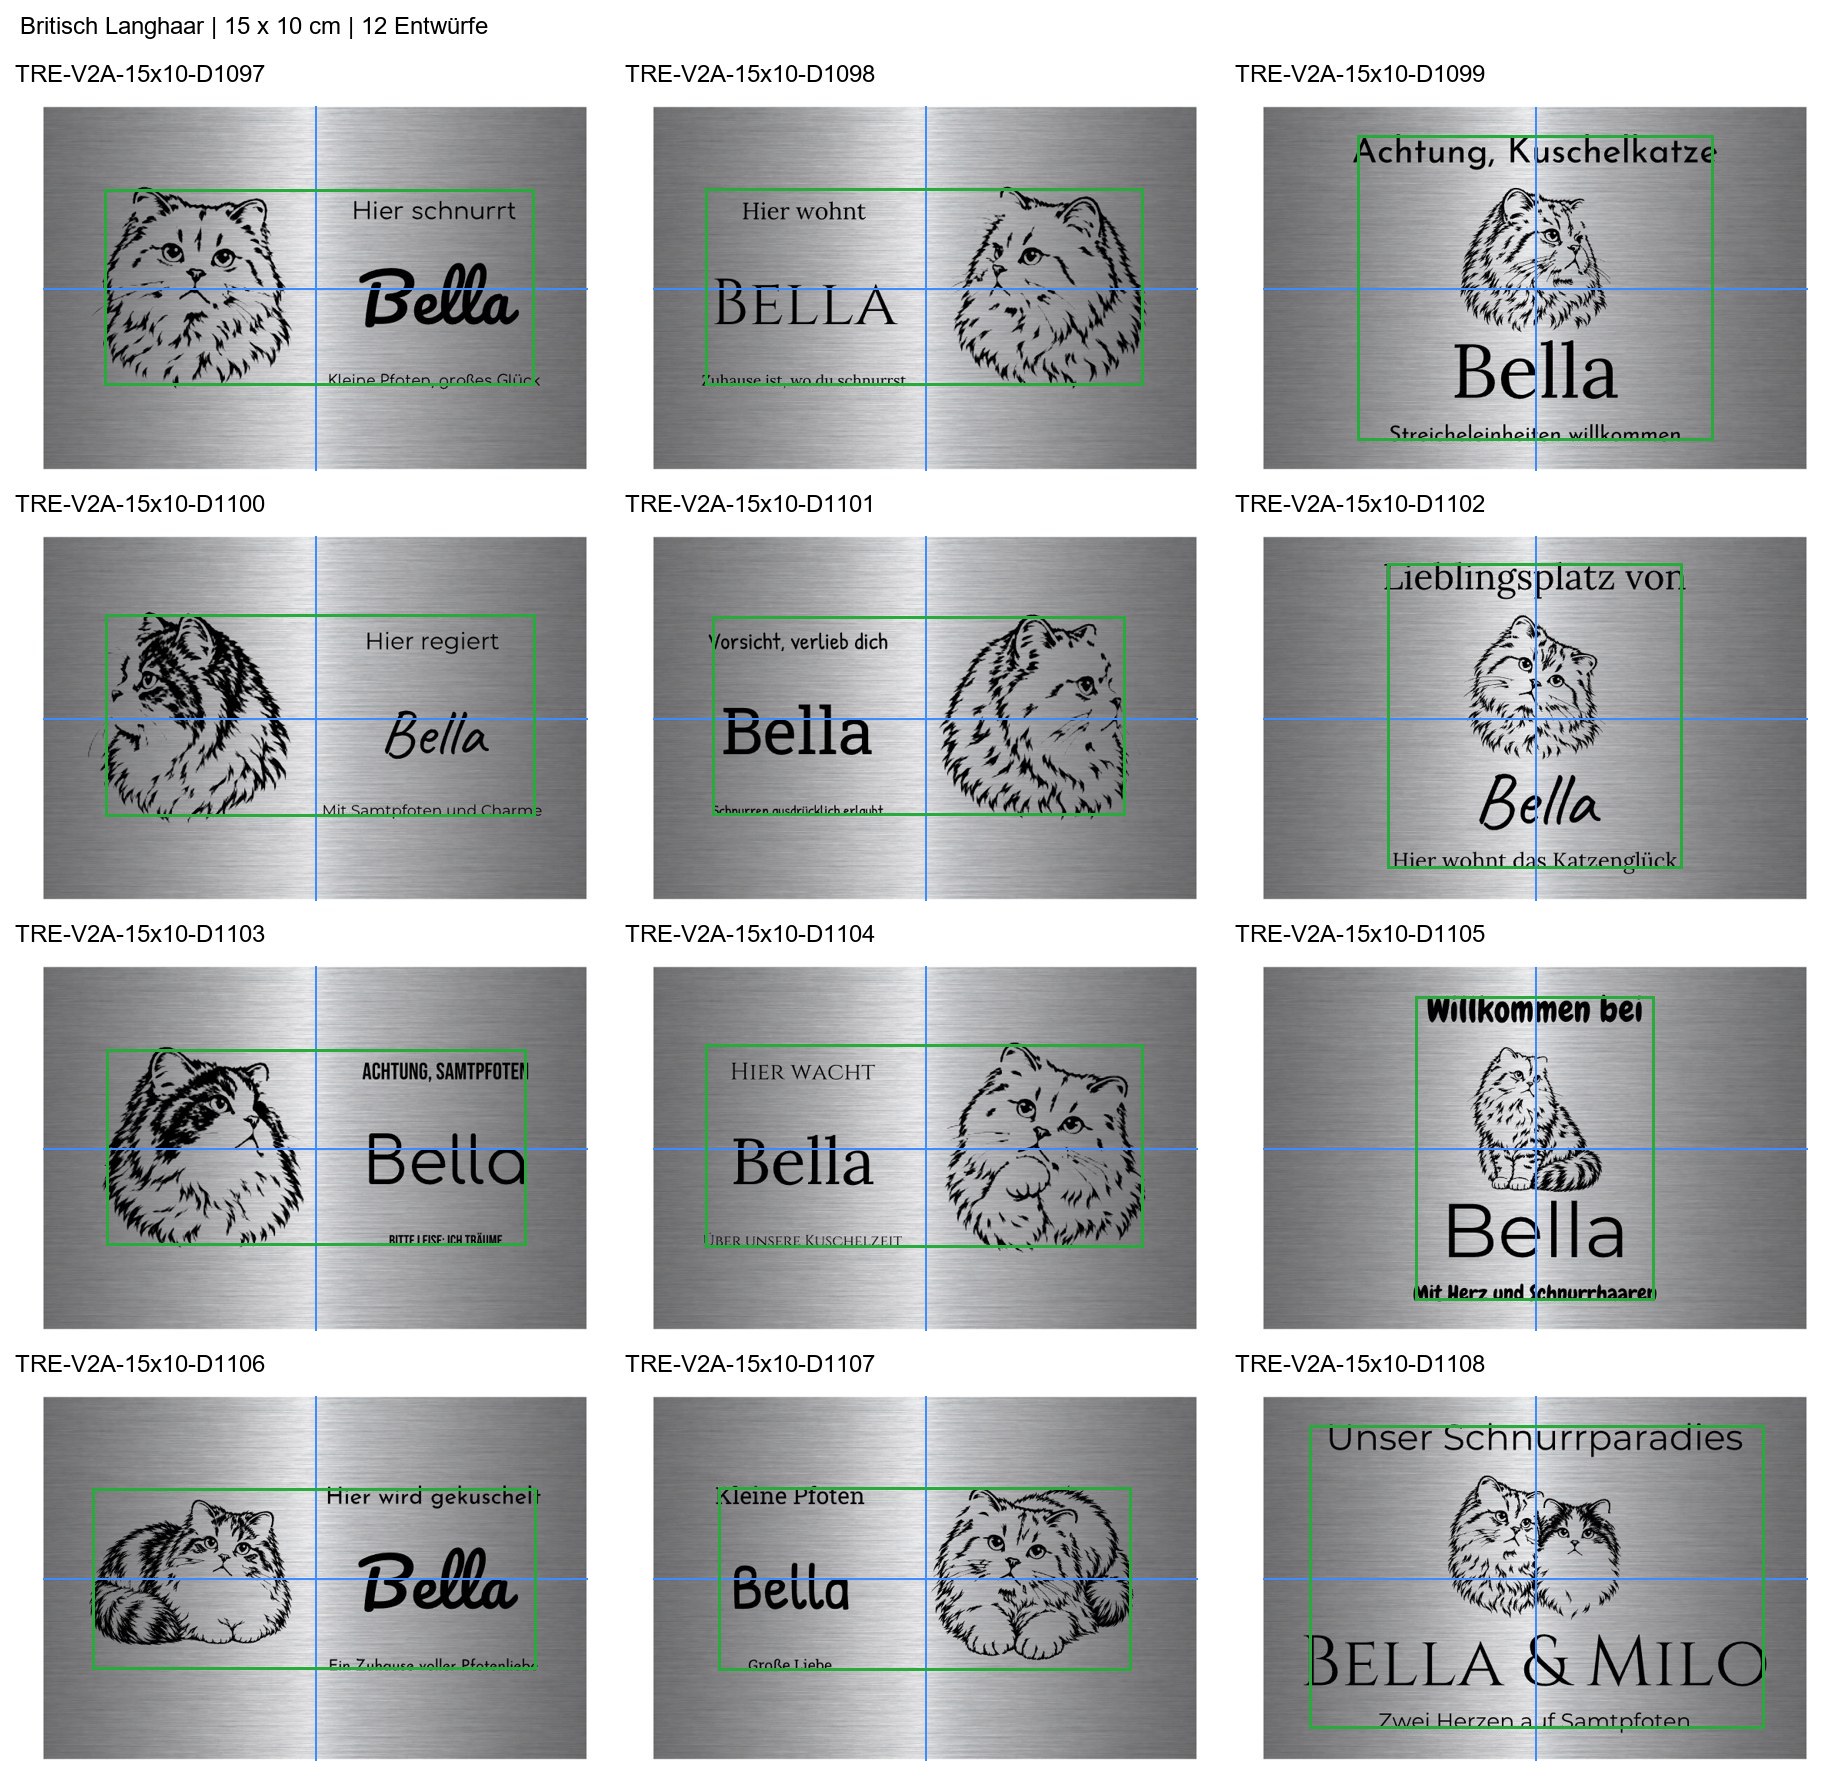 Britisch Langhaar | 15 x 10 cm | 12 Entwürfe
TRE-V2A-15x10-D1097
Hier schnurrt
Bella
Kleine Pfoten, großes Glück
TRE-V2A-15x10-D1098
Hier wohnt
BELLA
Zuhause ist, wo du schnurrst
TRE-V2A-15x10-D1099
Achtung, Kuschelkatze
Bella
Streicheleinheiten willkommen
TRE-V2A-15x10-D1100
Hier regiert
Bella
Mit Samtpfoten und Charme
TRE-V2A-15x10-D1101
Vorsicht, verlieb dich
Bella
Schnurren ausdrücklich erlaubt
TRE-V2A-15x10-D1102
Lieblingsplatz von
Bella
Hier wohnt das Katzenglück
TRE-V2A-15x10-D1103
ACHTUNG, SAMTPFOTEN
Bella
BITTE LEISE: ICH TRÄUME
TRE-V2A-15x10-D1104
HIER WACHT
Bella
ÜBER UNSERE KUSCHELZEIT
TRE-V2A-15x10-D1105
Willkommen bei
Bella
Mit Herz und Schnurrhaaren
TRE-V2A-15x10-D1106
Hier wird gekuschelt
Bella
Ein Zuhause voller Pfotenliebe
TRE-V2A-15x10-D1107
Kleine Pfoten
Bella
Große Liebe
TRE-V2A-15x10-D1108
Unser Schnurrparadies
BELLA & MILO
Zwei Herzen auf Samtpfoten